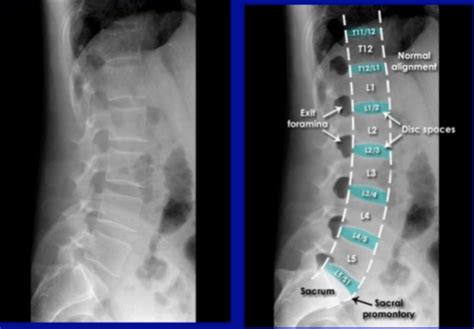 T11/12
T12
Normal
alignment
T12/L1
L1
Exit
foramina
L1/2
L2
Disc spaces
L2/3
L3
L3/4
L4
L4/5
L5
L5/S1
Sacrum
Sacral
promontory